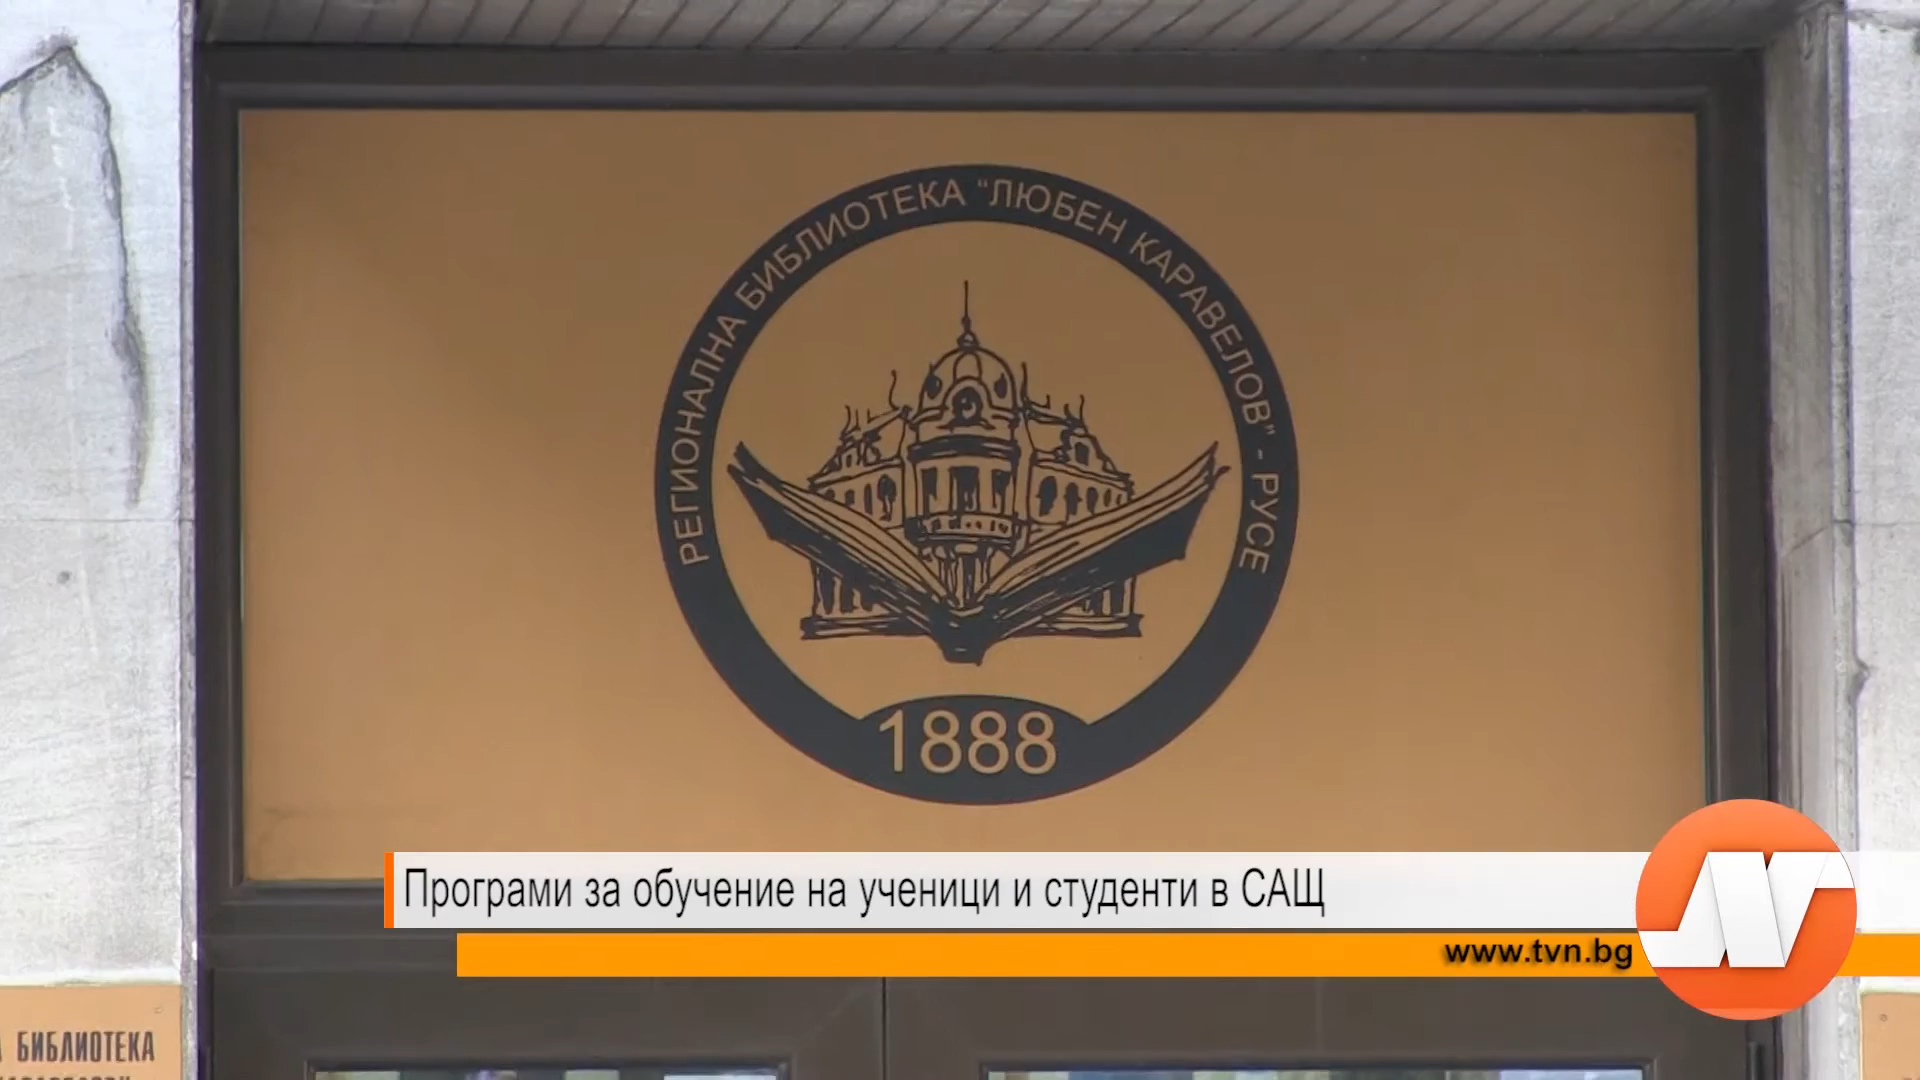 РЕГИОНАЛНА БИБЛИОТЕКА "ЛЮБЕН КАРАВЕЛОВ" - РУСЕ
1888
Програми за обучение на ученици и студенти в САЩ
www.tvn.bg
БИБЛИОТЕКА